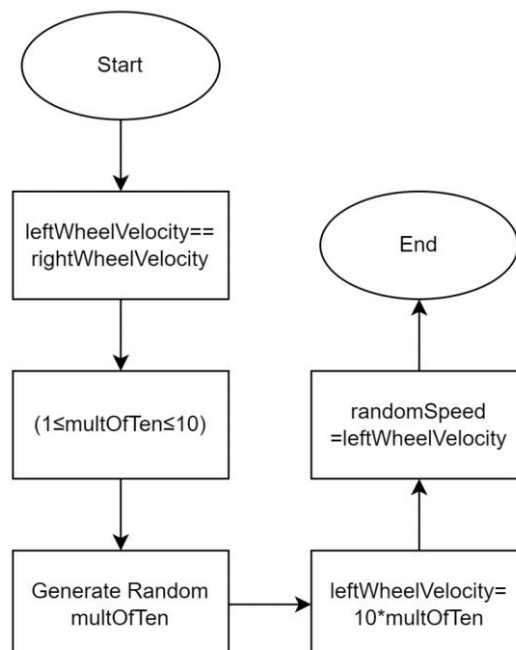 Start
leftWheelVelocity==
rightWheelVelocity
(1≤multOfTen≤10)
Generate Random
multOfTen
leftWheelVelocity=
10*multOfTen
randomSpeed
=leftWheelVelocity
End